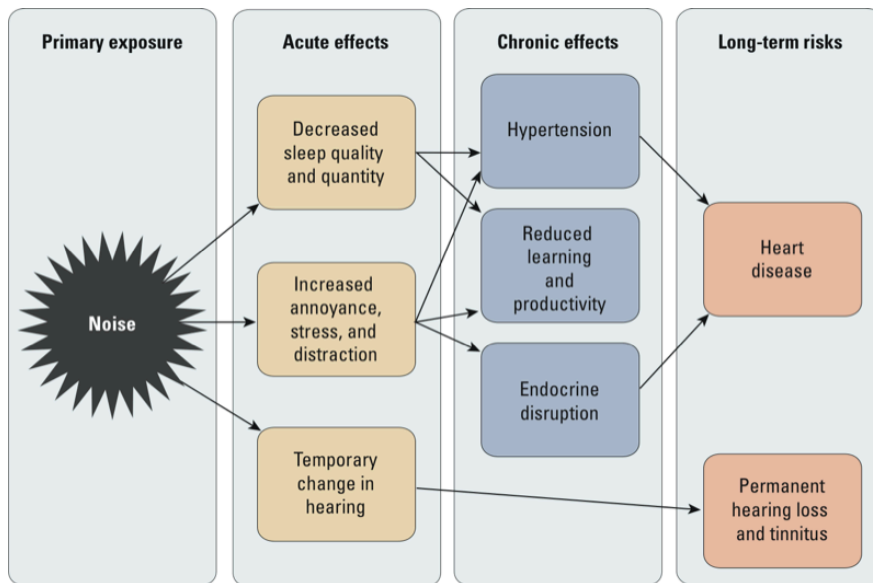 Primary exposure
Acute effects
Chronic effects
Long-term risks
Noise
Decreased
sleep quality
and quantity
Increased
annoyance,
stress, and
distraction
Temporary
change in
hearing
Hypertension
Reduced
learning
and
productivity
Endocrine
disruption
Heart
disease
Permanent
hearing loss
and tinnitus